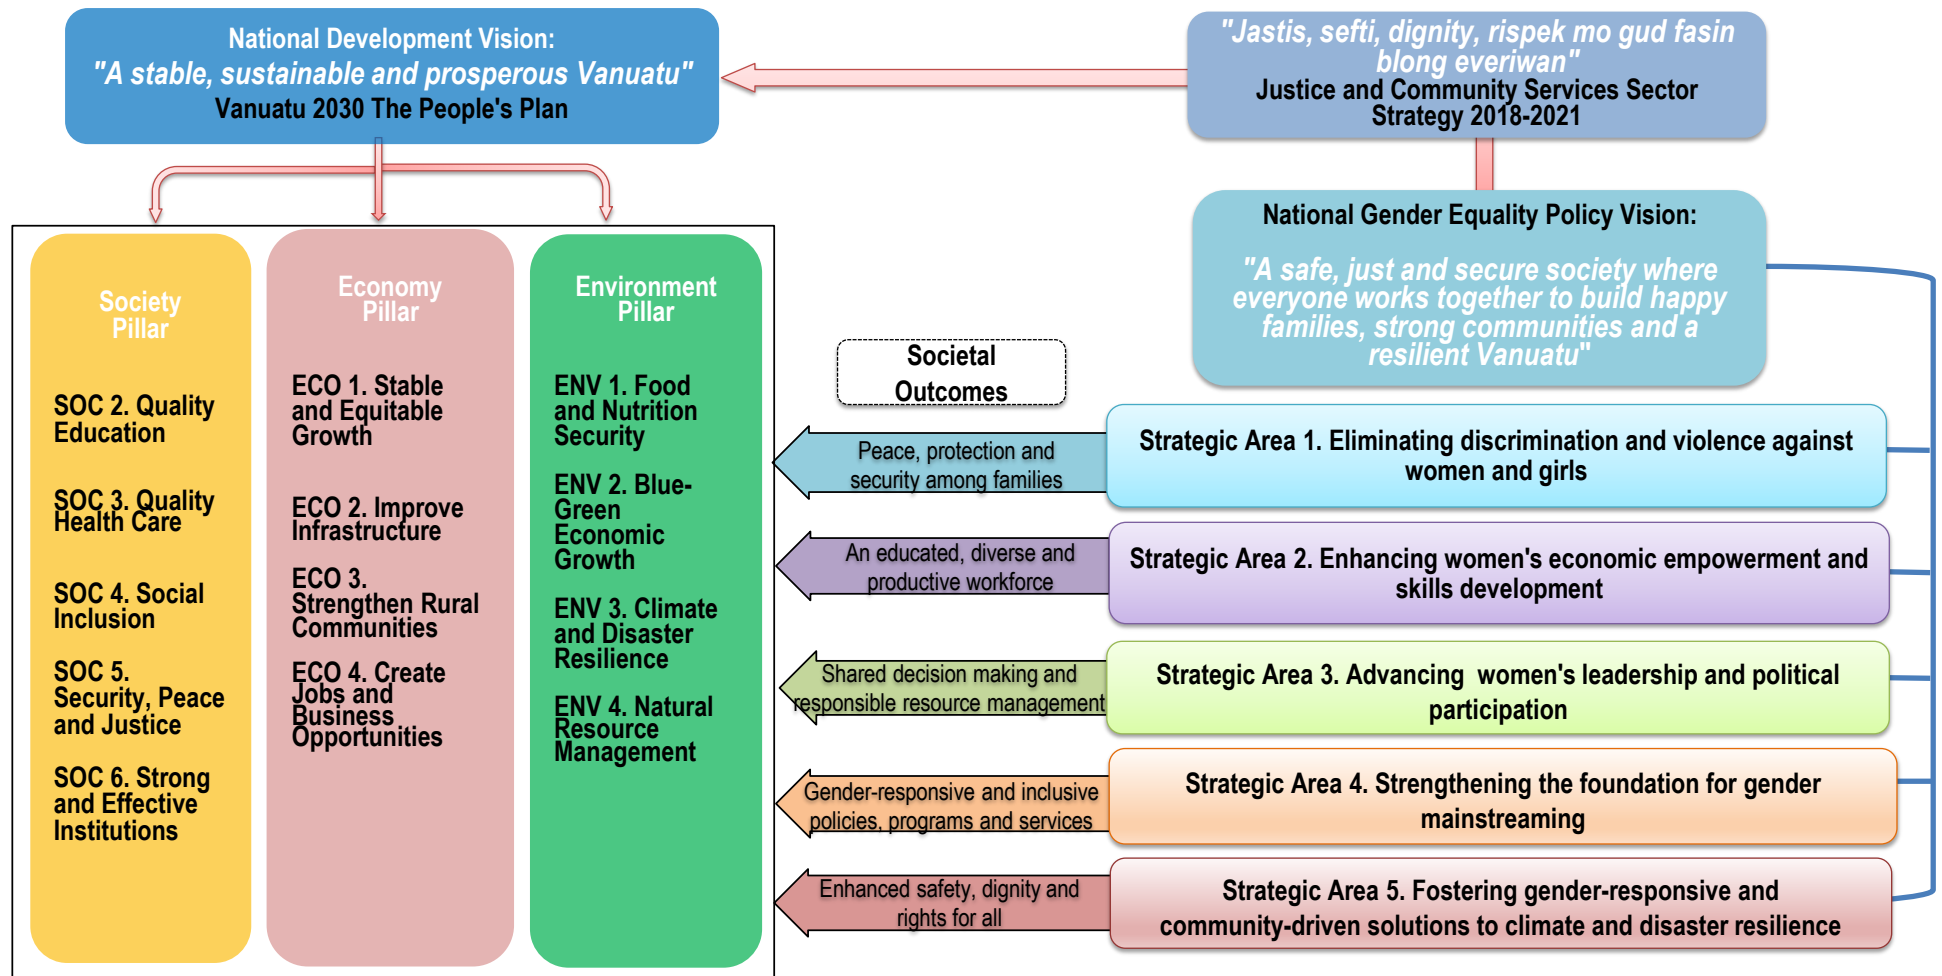 National Development Vision:
"A stable, sustainable and prosperous Vanuatu"
Vanuatu 2030 The People's Plan
"Jastis, sefti, dignity, rispek mo gud fasin
blong everiwan"
Justice and Community Services Sector
Strategy 2018-2021
National Gender Equality Policy Vision:
"A safe, just and secure society where
everyone works together to build happy
families, strong communities and a
resilient Vanuatu"
Society
Pillar
SOC 2. Quality
Education
SOC 3. Quality
Health Care
SOC 4. Social
Inclusion
SOC 5.
Security, Peace
and Justice
SOC 6. Strong
and Effective
Institutions
Economy
Pillar
ECO 1. Stable
and Equitable
Growth
ECO 2. Improve
Infrastructure
ECO 3.
Strengthen Rural
Communities
ECO 4. Create
Jobs and
Business
Opportunities
Environment
Pillar
ENV 1. Food
and Nutrition
Security
ENV 2. Blue-
Green
Economic
Growth
ENV 3. Climate
and Disaster
Resilience
ENV 4. Natural
Resource
Management
Societal
Outcomes
Peace, protection and
security among families
Strategic Area 1. Eliminating discrimination and violence against
women and girls
An educated, diverse and
productive workforce
Strategic Area 2. Enhancing women's economic empowerment and
skills development
Shared decision making and
responsible resource management
Strategic Area 3. Advancing  women's leadership and political
participation
Gender-responsive and inclusive
policies, programs and services
Strategic Area 4. Strengthening the foundation for gender
mainstreaming
Enhanced safety, dignity and
rights for all
Strategic Area 5. Fostering gender-responsive and
community-driven solutions to climate and disaster resilience